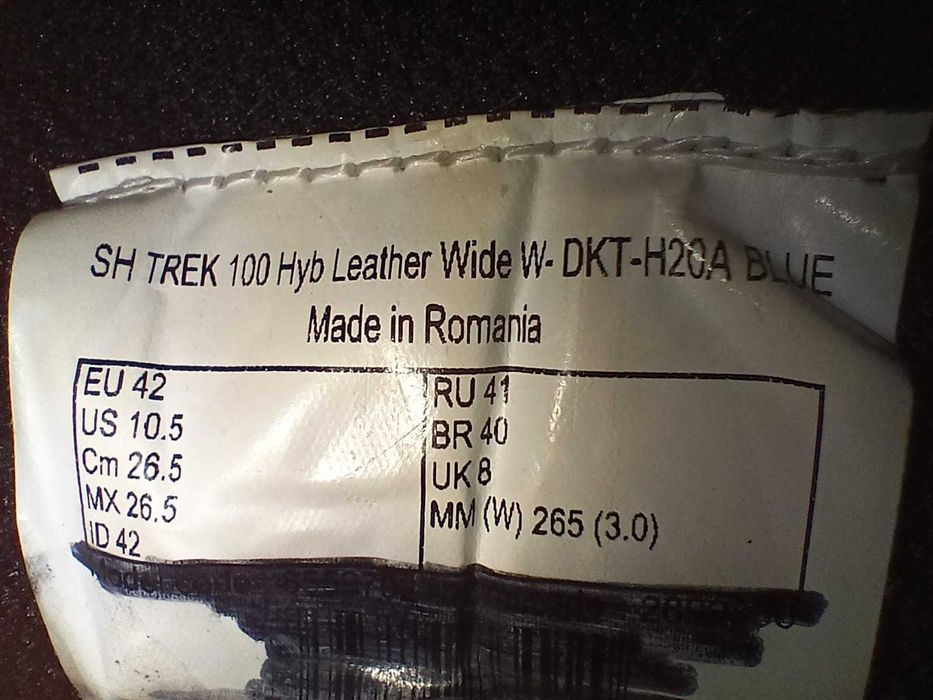 SH TREK 100 Hyb Leather Wide W- DKT-H20A BLUE
Made in Romania
EU 42
US 10.5
Cm 26.5
MX 26.5
ID 42
RU 41
BR 40
UK 8
MM (W) 265 (3.0)